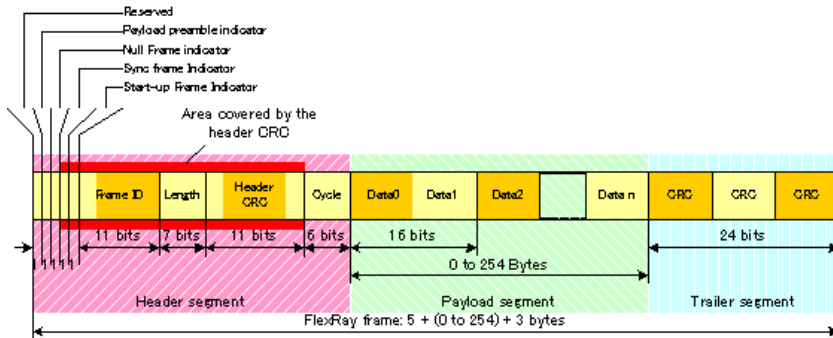 Reserved
Payload preamble indicator
Null Frame indicator
Sync frame Indicator
Start-up Frame Indicator
Area covered by the
header CRC
Frame ID
Length
Header
CRC
Cycle
Data0
Data1
Data2
Data n
CRC
CRC
CRC
11 bits
7 bits
11 bits
6 bits
16 bits
24 bits
0 to 254 Bytes
Header segment
Payload segment
Trailer segment
FlexRay frame: 5 + (0 to 254) + 3 bytes